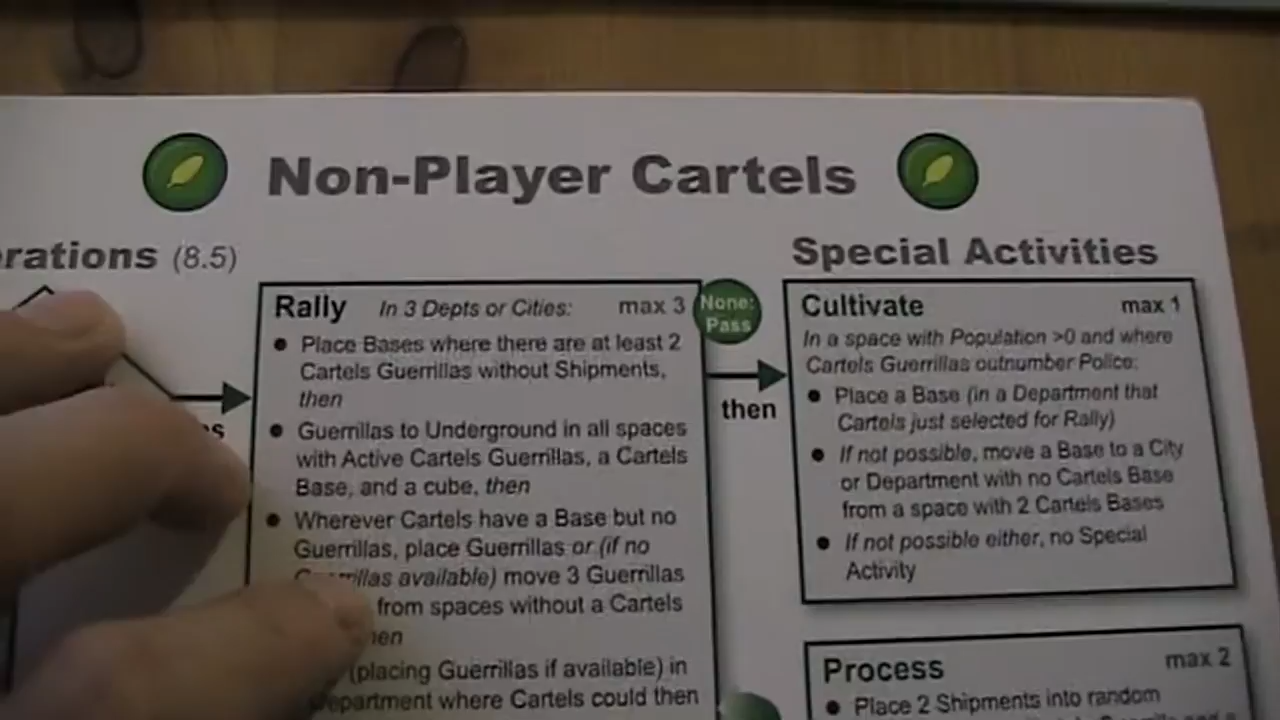 Non-Player Cartels
erations (8.5)
Rally In 3 Depts or Cities: max 3
• Place Bases where there are at least 2
Cartels Guerrillas without Shipments,
then
• Guerrillas to Underground in all spaces
with Active Cartels Guerrillas, a Cartels
Base, and a cube, then
• Wherever Cartels have a Base but no
Guerrillas, place Guerrillas or (if no
Guerrillas available) move 3 Guerrillas
from spaces without a Cartels
hen
(placing Guerrillas if available) in
Department where Cartels could then
None:
Pass
then
Special Activities
Cultivate max 1
In a space with Population >0 and where
Cartels Guerrillas outnumber Police:
• Place a Base (in a Department that
Cartels just selected for Rally)
• If not possible, move a Base to a City
or Department with no Cartels Base
from a space with 2 Cartels Bases
• If not possible either, no Special
Activity
Process max 2
• Place 2 Shipments into random